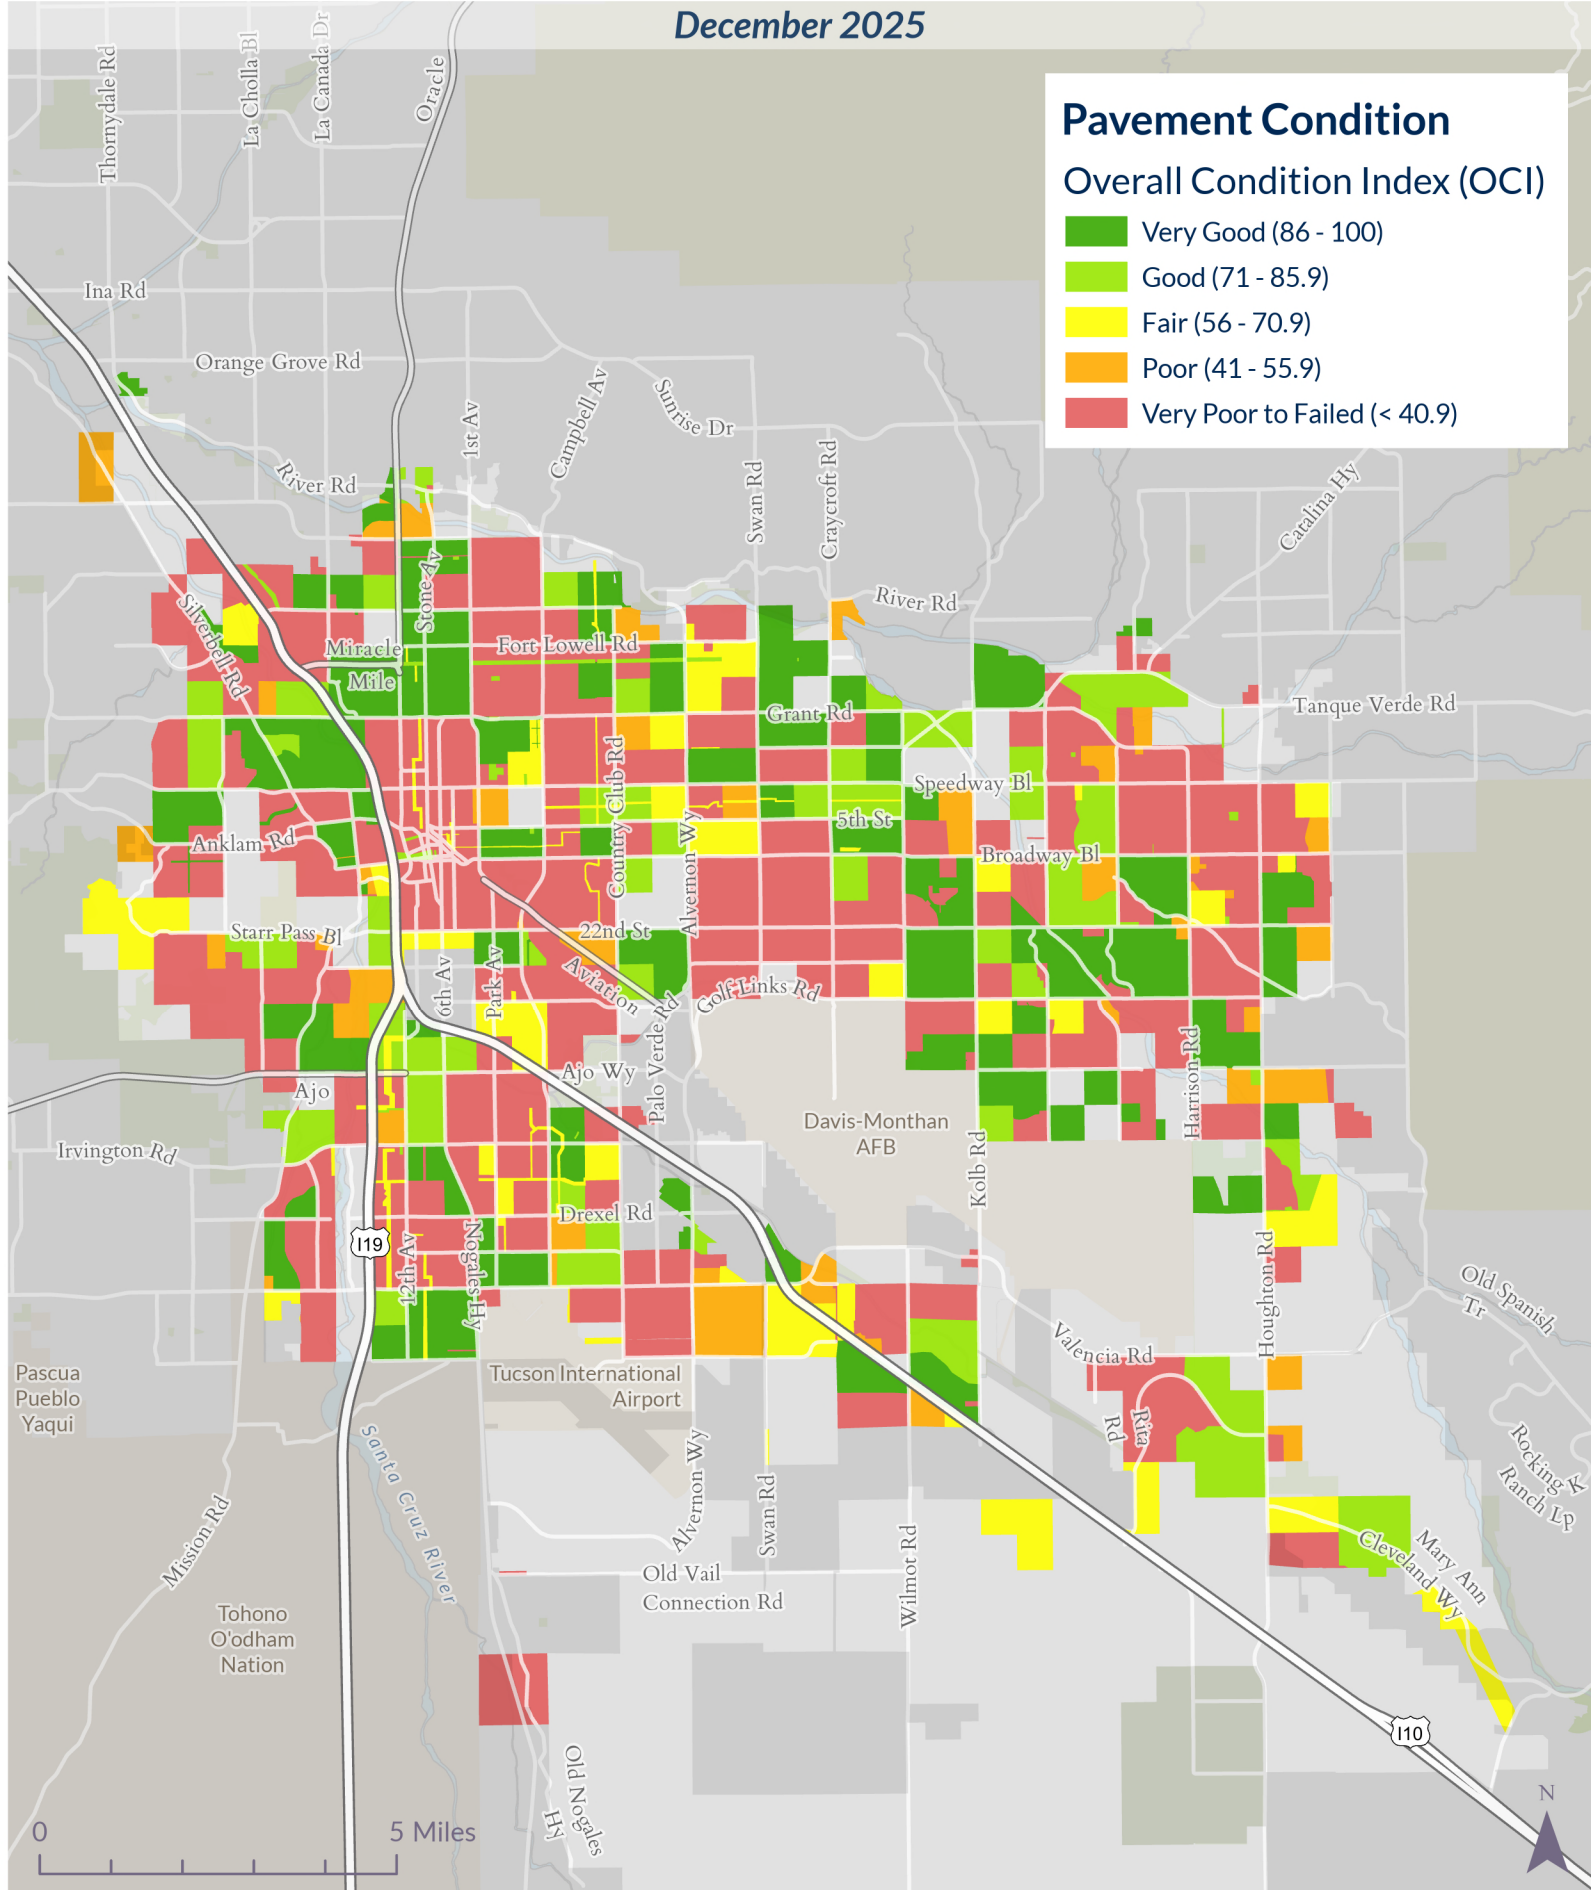 December 2025
Pavement Condition
Overall Condition Index (OCI)
Very Good (86 - 100)
Good (71 - 85.9)
Fair (56 - 70.9)
Poor (41 - 55.9)
Very Poor to Failed (< 40.9)
Thornydale Rd
La Cholla Bl
La Canada Dr
Oracle
Ina Rd
Orange Grove Rd
1st Av
Campbell Av
Sunrise Dr
Swan Rd
Craycroft Rd
Catalina Hy
River Rd
River Rd
Silverbell Rd
Stone Av
Miracle
Mile
Fort Lowell Rd
Grant Rd
Tanque Verde Rd
Country Club Rd
Alvernon Wy
Speedway Bl
5th St
Anklam Rd
Broadway Bl
Starr Pass Bl
22nd St
6th Av
Park Av
Aviation
Golf Links Rd
Palo Verde Rd
Ajo Wy
Ajo
Harrison Rd
Davis-Monthan
AFB
Irvington Rd
Kolb Rd
Drexel Rd
I19
12th Av
Nogales Hy
Houghton Rd
Old Spanish
Tr
Valencia Rd
Pascua
Pueblo
Yaqui
Tucson International
Airport
Rita
Rd
Santa Cruz River
Alvernon Wy
Swan Rd
Wilmot Rd
Rocking K
Ranch Lp
Mission Rd
Mary Ann
Cleveland Wy
Old Vail
Connection Rd
Tohono
O'odham
Nation
I10
Old Nogales
Hy
N
0
5 Miles